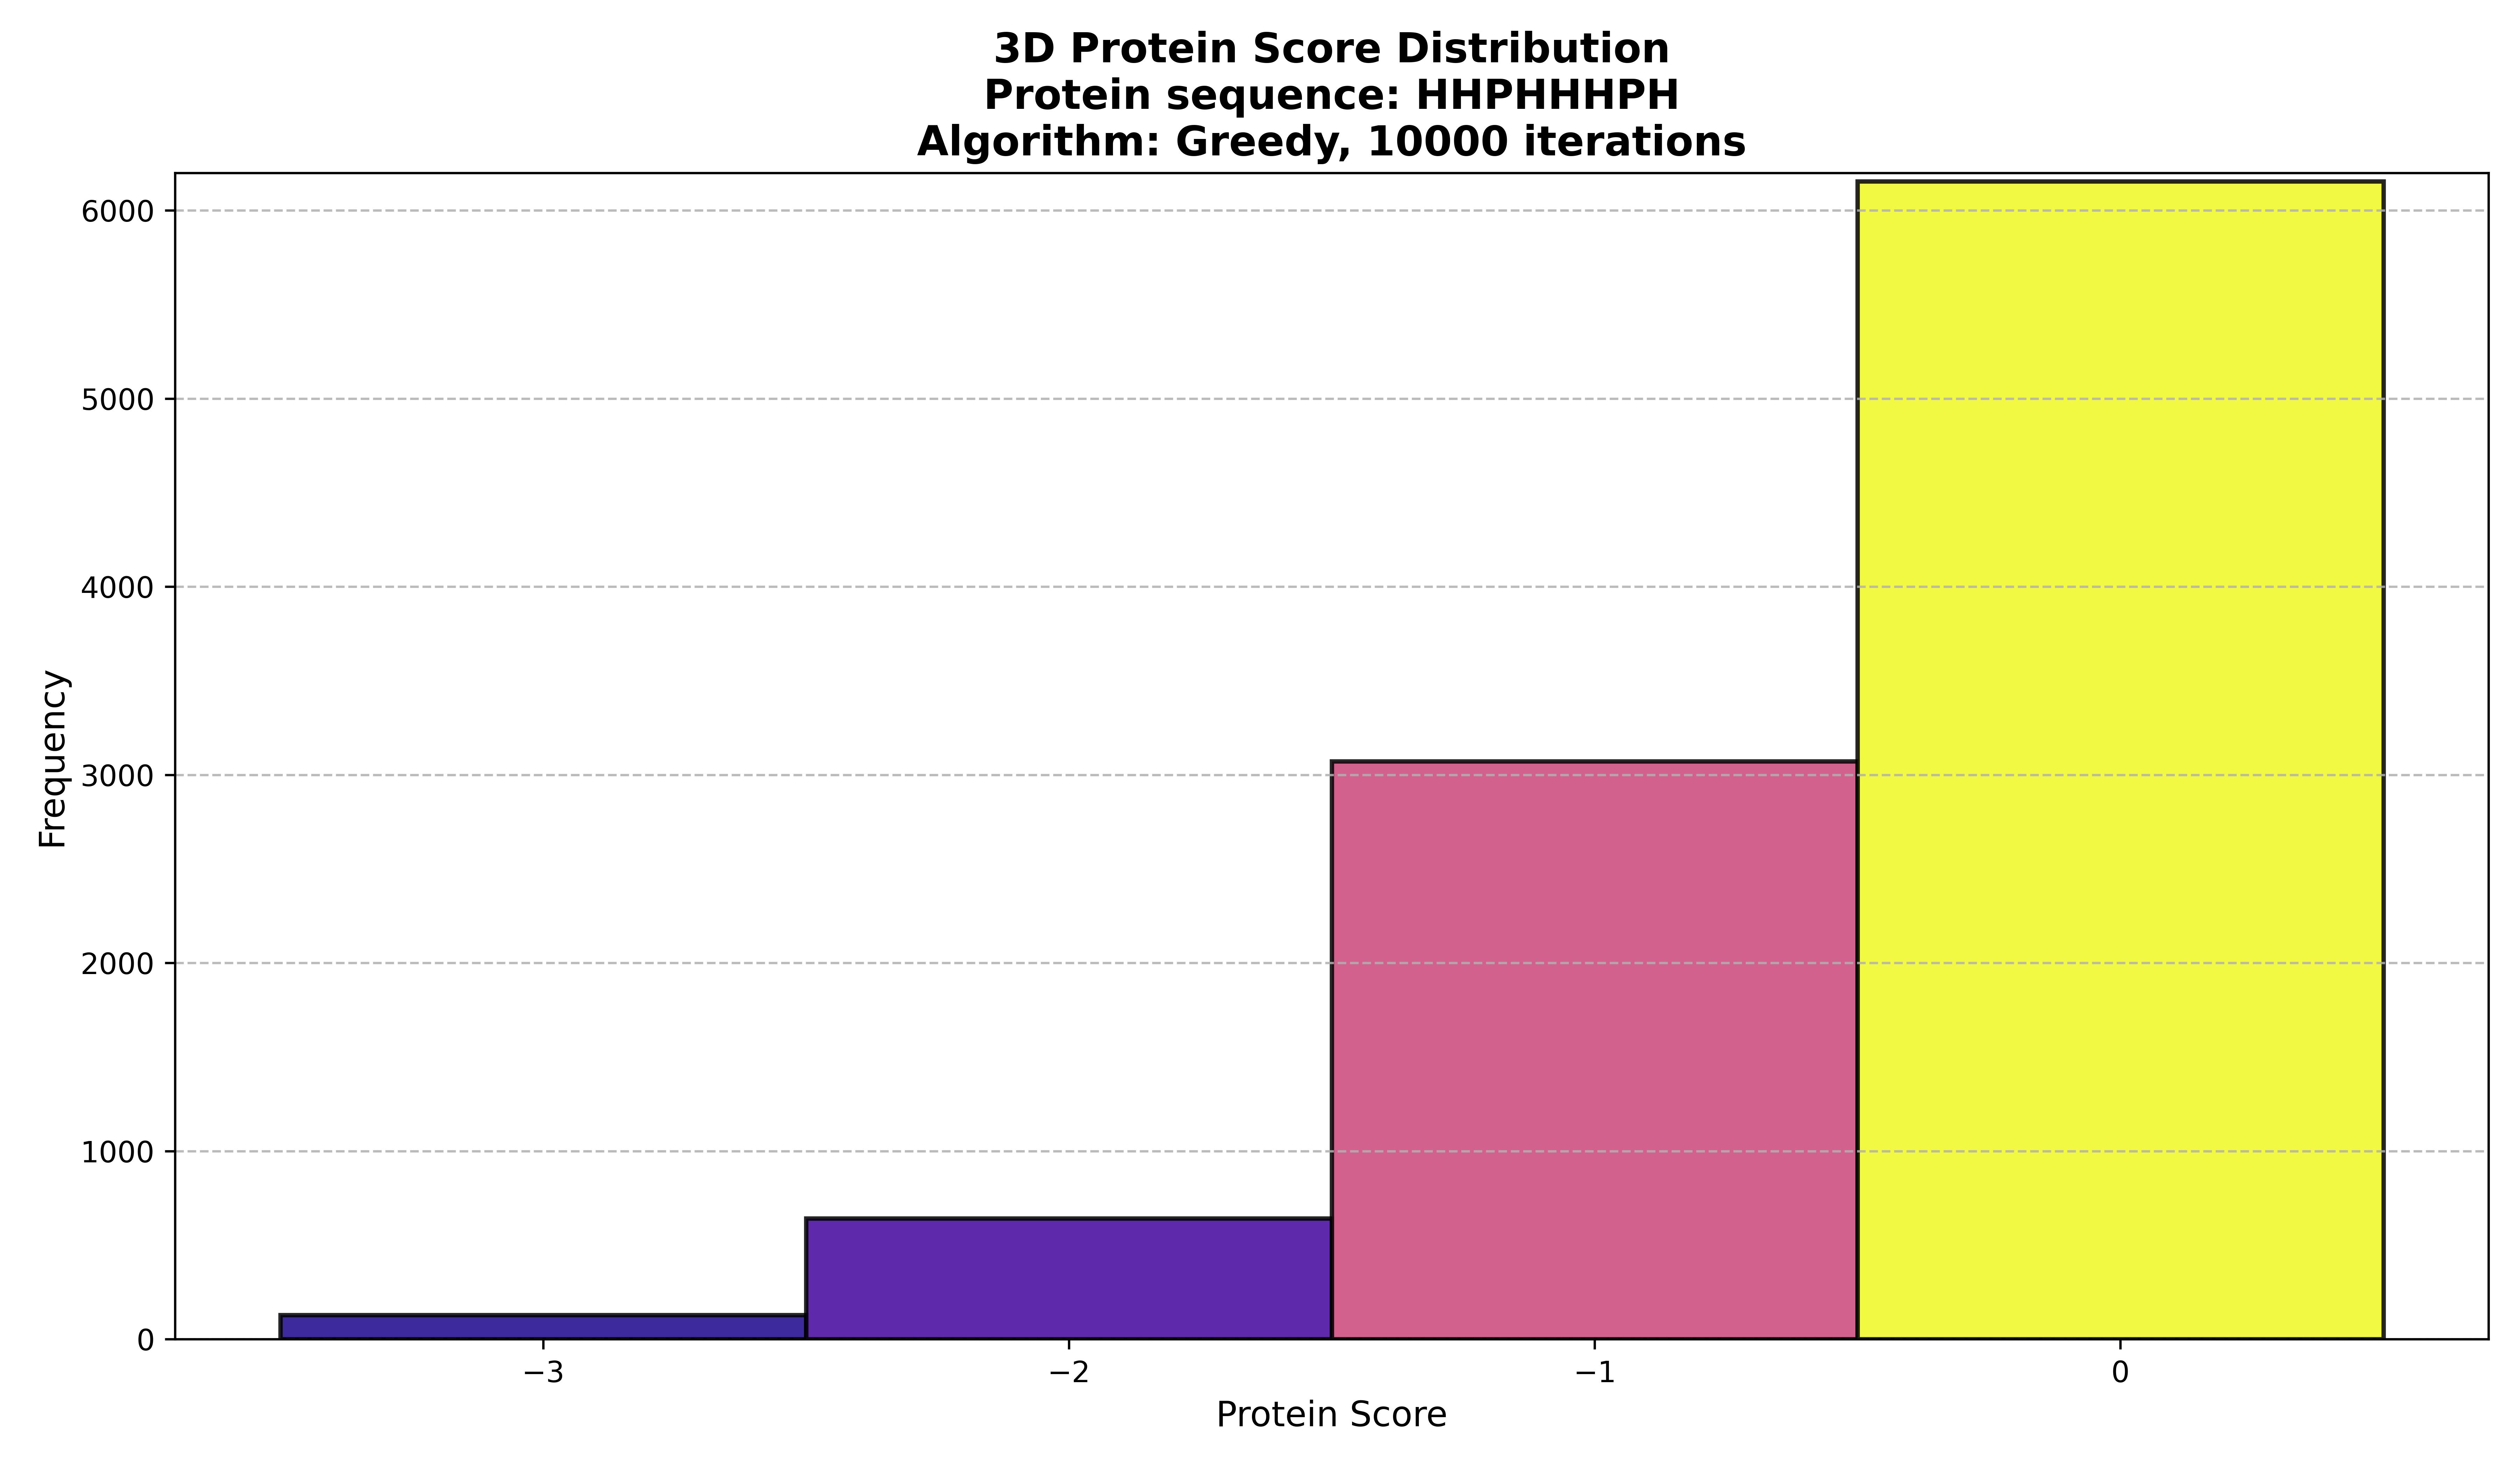 3D Protein Score Distribution
Protein sequence: HHPHHHPH
Algorithm: Greedy, 10000 iterations
6000
5000
4000
3000
2000
1000
0
Frequency
−3
−2
−1
0
Protein Score